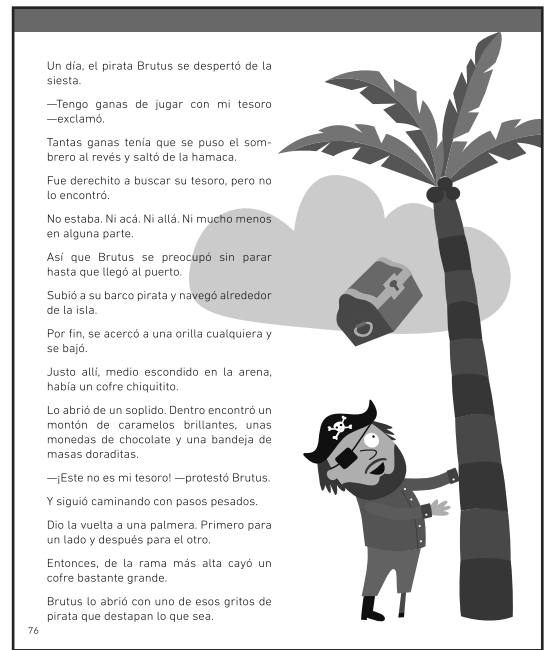 Un día, el pirata Brutus se despertó de la
siesta.
—Tengo ganas de jugar con mi tesoro
—exclamó.
Tantas ganas tenía que se puso el som-
brero al revés y saltó de la hamaca.
Fue derechito a buscar su tesoro, pero no
lo encontró.
No estaba. Ni acá. Ni allá. Ni mucho menos
en alguna parte.
Así que Brutus se preocupó sin parar
hasta que llegó al puerto.
Subió a su barco pirata y navegó alrededor
de la isla.
Por fin, se acercó a una orilla cualquiera y
se bajó.
Justo allí, medio escondido en la arena,
había un cofre chiquitito.
Lo abrió de un soplido. Dentro encontró un
montón de caramelos brillantes, unas
monedas de chocolate y una bandeja de
masas doraditas.
—¡Este no es mi tesoro! —protestó Brutus.
Y siguió caminando con pasos pesados.
Dio la vuelta a una palmera. Primero para
un lado y después para el otro.
Entonces, de la rama más alta cayó un
cofre bastante grande.
Brutus lo abrió con uno de esos gritos de
pirata que destapan lo que sea.
76